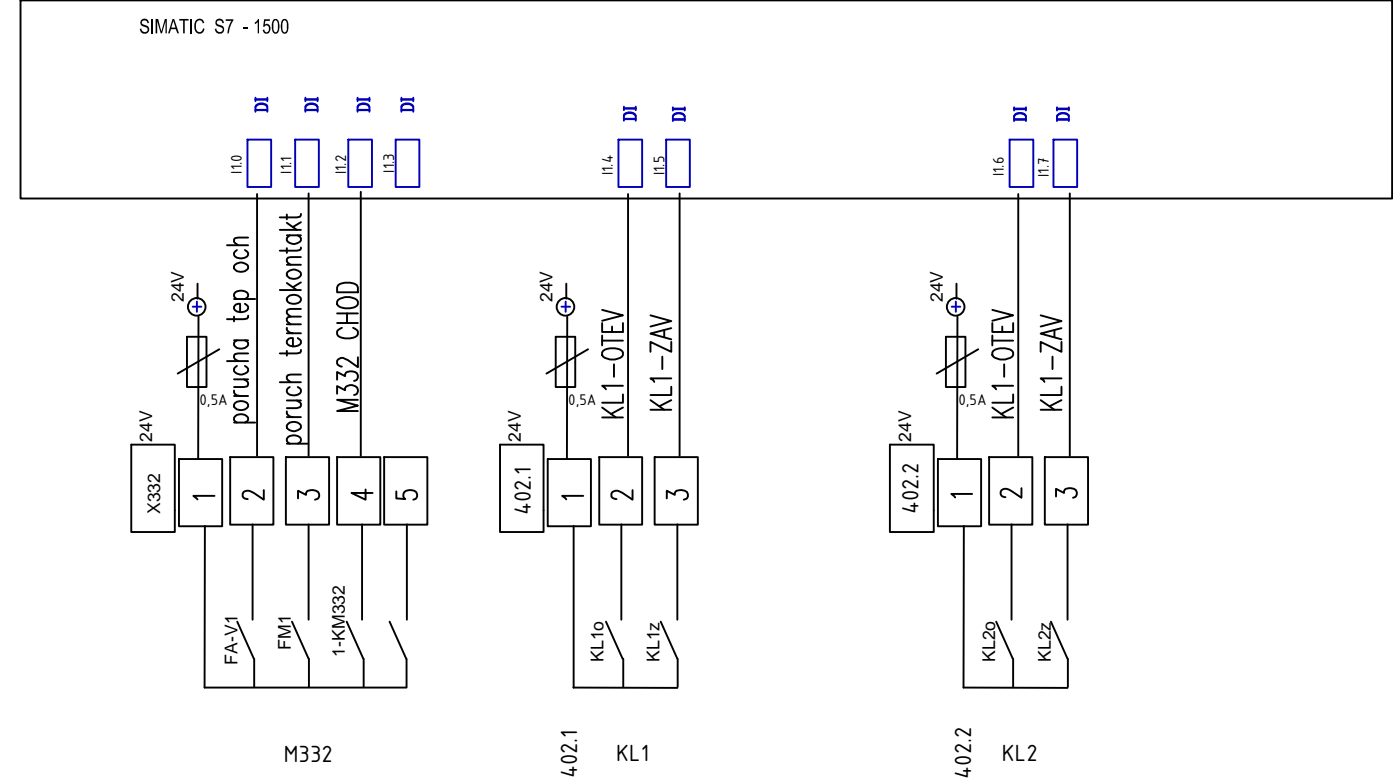 SIMATIC S7 - 1500
DI
DI
DI
DI
DI
DI
DI
DI
I1.0
I1.1
I1.2
I1.3
I1.4
I1.5
I1.6
I1.7
24V
porucha tep och
poruch termokontakt
M332 CHOD
0,5A
24V
KL1-OTEV
KL1-ZAV
0,5A
24V
KL1-OTEV
KL1-ZAV
0,5A
X332
24V
1
2
3
4
5
402.1
24V
1
2
3
402.2
24V
1
2
3
FA-V1
FM1
1-KM332
KL1o
KL1z
KL2o
KL2z
M332
402.1
KL1
402.2
KL2